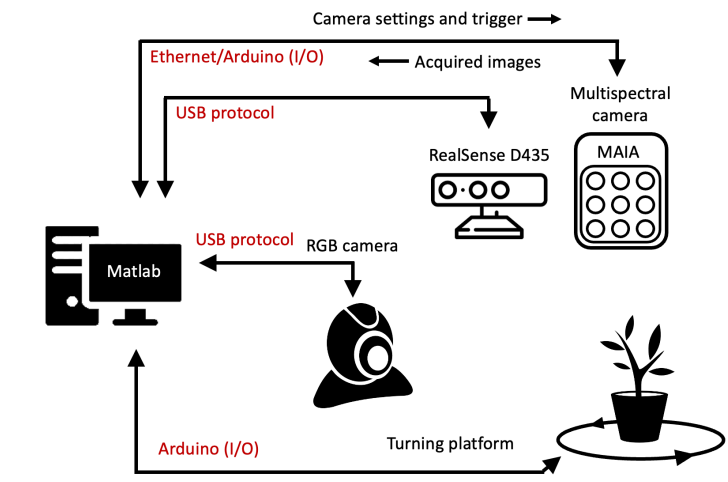 Camera settings and trigger
Ethernet/Arduino (I/O)
Acquired images
Multispectral
camera
USB protocol
RealSense D435
MAIA
USB protocol
RGB camera
Matlab
Arduino (I/O)
Turning platform